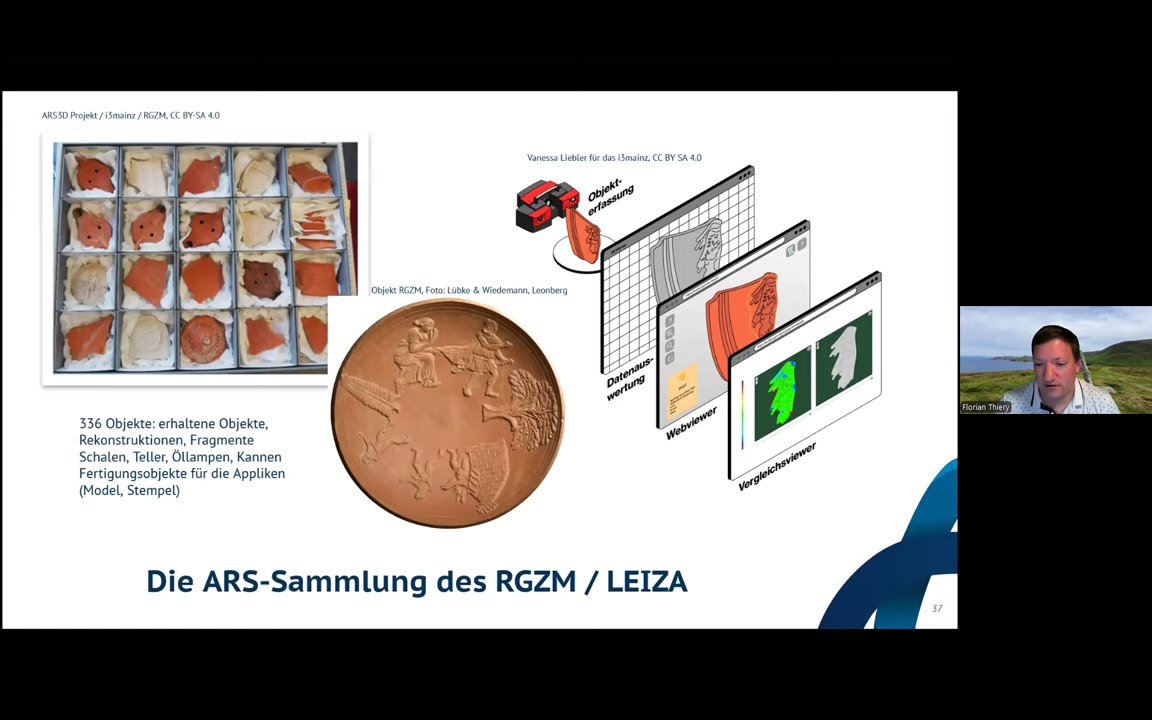 ARS3D Projekt / i3mainz / RGZM, CC BY-SA 4.0
Vanessa Liebler für das i3mainz, CC BY SA 4.0
Objekt-
erfassung
Objekt RGZM, Foto: Lübke & Wiedemann, Leonberg
Datenaus-
wertung
Webviewer
Vergleichsviewer
336 Objekte: erhaltene Objekte,
Rekonstruktionen, Fragmente
Schalen, Teller, Öllampen, Kannen
Fertigungsobjekte für die Appliken
(Model, Stempel)
Die ARS-Sammlung des RGZM / LEIZA
37
Florian Thiery